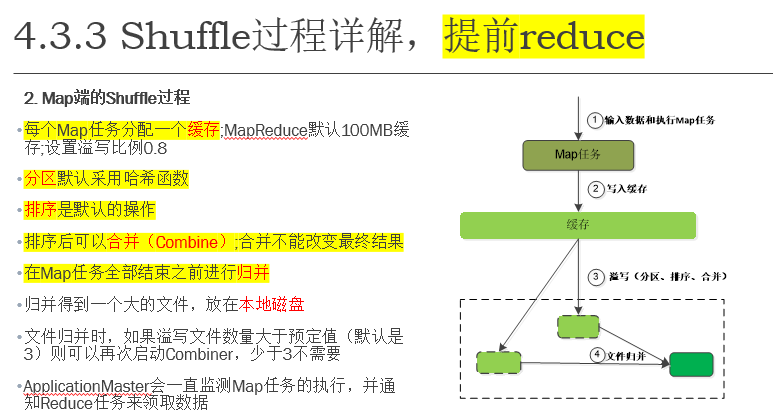 4.3.3 Shuffle过程详解，提前reduce
2. Map端的Shuffle过程
•每个Map任务分配一个缓存;MapReduce默认100MB缓
存;设置溢写比例0.8
•分区默认采用哈希函数
•排序是默认的操作
•排序后可以合并（Combine）;合并不能改变最终结果
•在Map任务全部结束之前进行归并
•归并得到一个大的文件，放在本地磁盘
•文件归并时，如果溢写文件数量大于预定值（默认是
3）则可以再次启动Combiner，少于3不需要
•ApplicationMaster会一直监测Map任务的执行，并通
知Reduce任务来领取数据
①输入数据和执行Map任务
Map任务
②写入缓存
缓存
③溢写（分区、排序、合并）
④文件归并